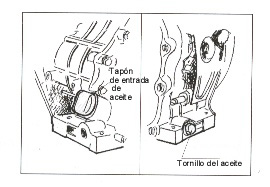 Tapón
de entrada
de
aceite
Tornillo del aceite